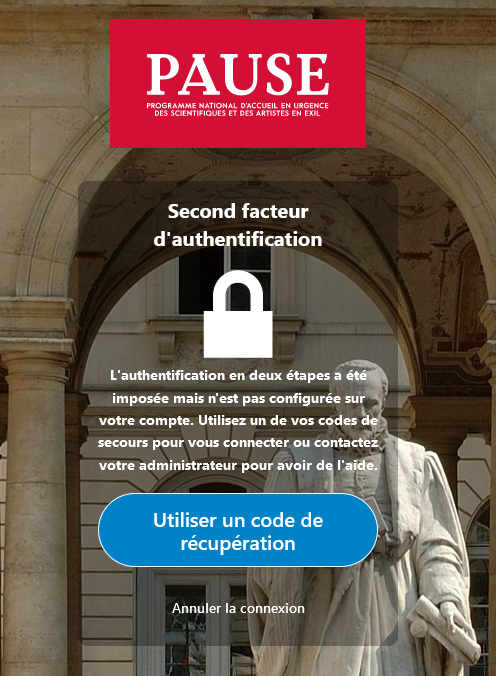 PAUSE
PROGRAMME NATIONAL D'ACCUEIL EN URGENCE
DES SCIENTIFIQUES ET DES ARTISTES EN EXIL
Second facteur
d'authentification
L'authentification en deux étapes a été
imposée mais n'est pas configurée sur
votre compte. Utilisez un de vos codes de
secours pour vous connecter ou contactez
votre administrateur pour avoir de l'aide.
Utiliser un code de
récupération
Annuler la connexion